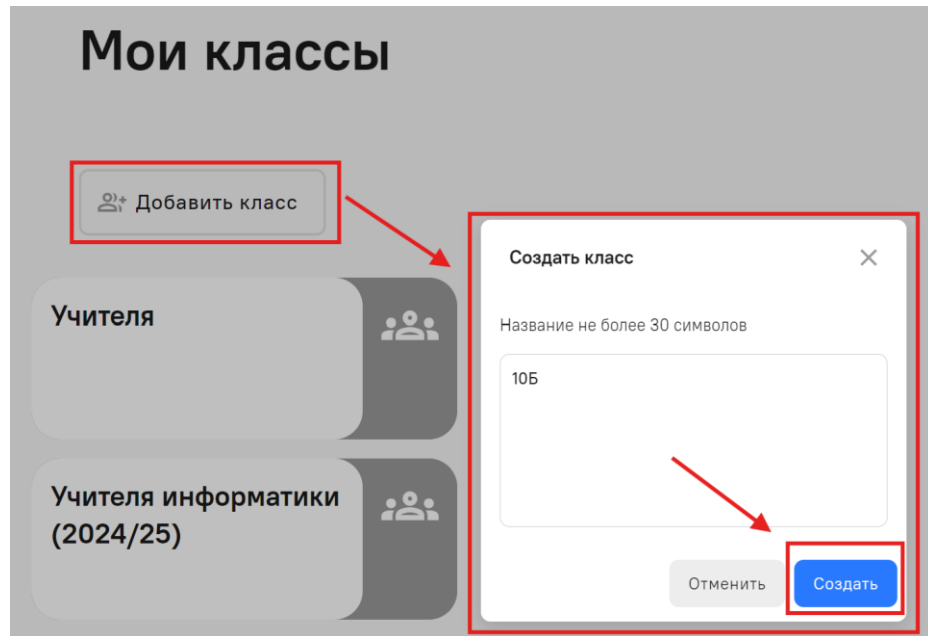 Мои классы
Добавить класс
Учителя
Учителя информатики
(2024/25)
Создать класс
Название не более 30 символов
10Б
Отменить
Создать